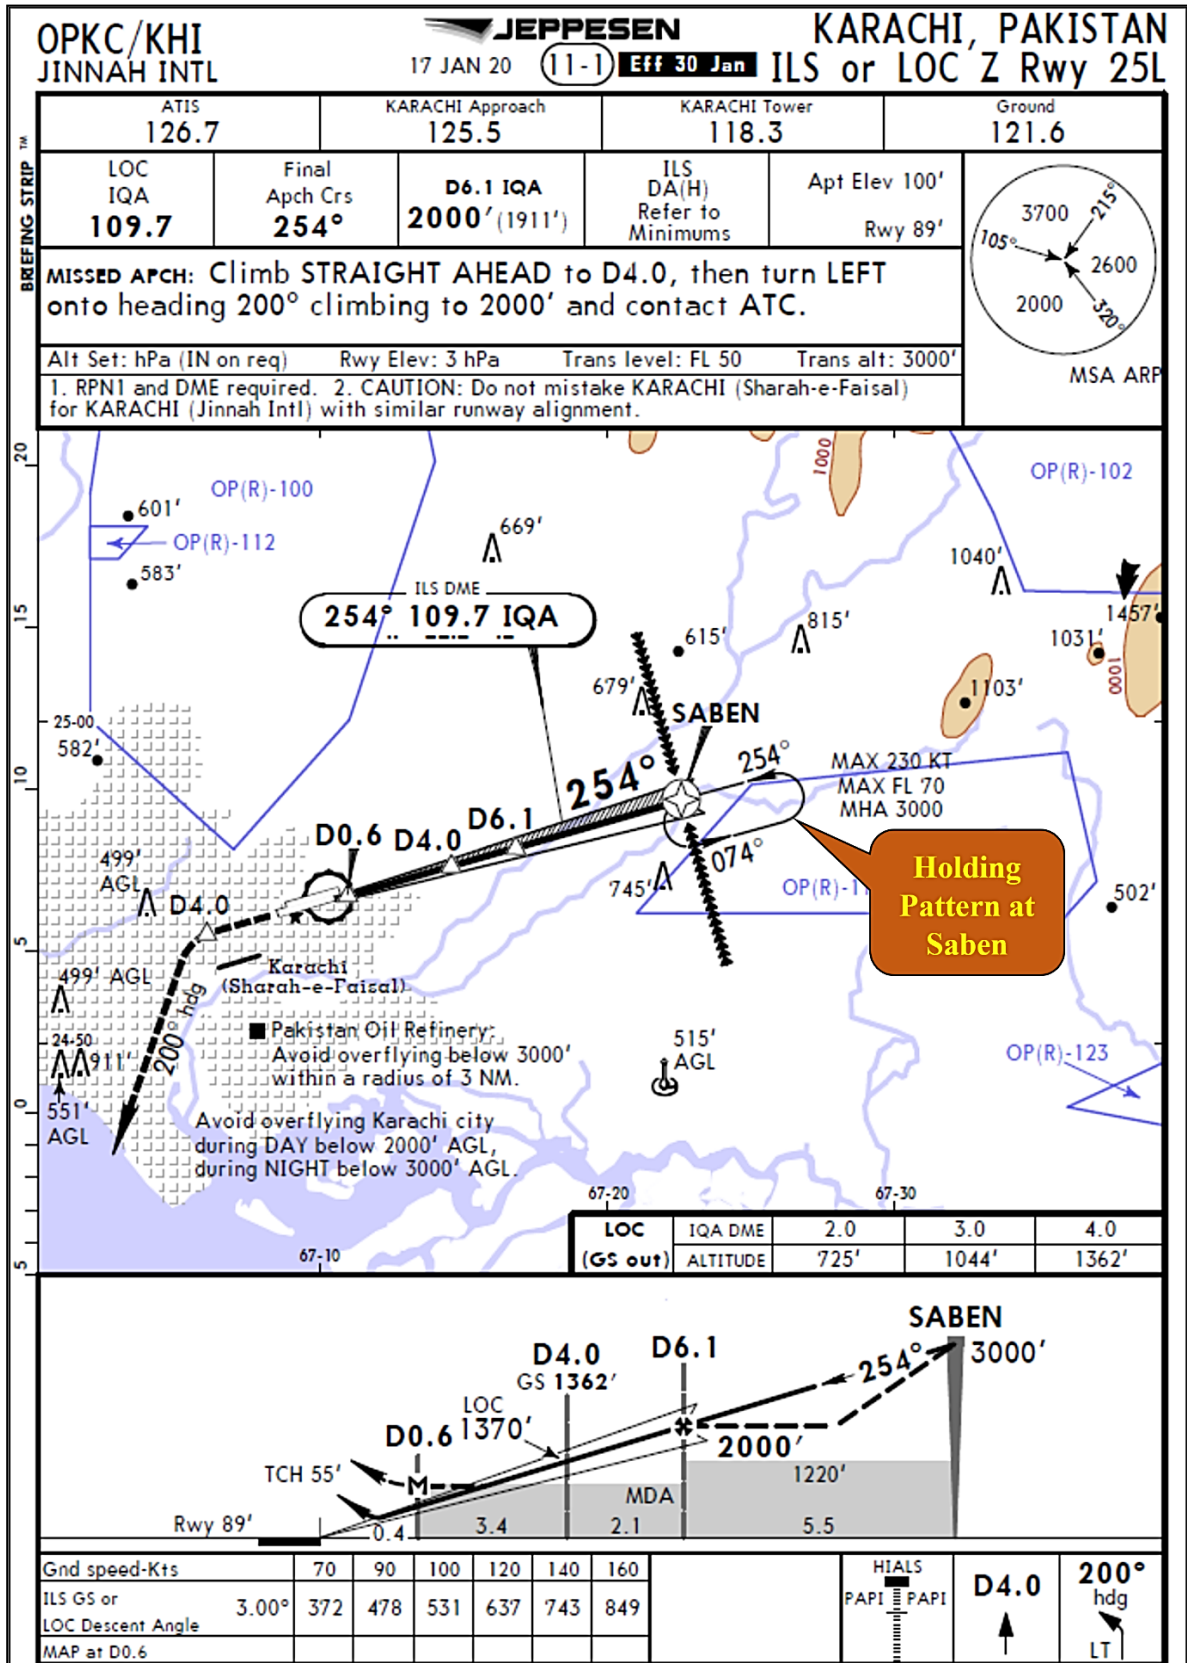 OPKC/KHI
JINNAH INTL
JEPPESEN
17 JAN 20
11-1
Eff 30 Jan
KARACHI, PAKISTAN
ILS or LOC Z Rwy 25L
BRIEFING STRIP TM
ATIS
126.7
KARACHI Approach
125.5
KARACHI Tower
118.3
Ground
121.6
LOC
IQA
109.7
Final
Apch Crs
254°
D6.1 IQA
2000' (1911')
ILS
DA(H)
Refer to
Minimums
Apt Elev 100'
Rwy 89'
MISSED APCH: Climb STRAIGHT AHEAD to D4.0, then turn LEFT
onto heading 200° climbing to 2000' and contact ATC.
Alt Set: hPa (IN on req) Rwy Elev: 3 hPa Trans level: FL 50 Trans alt: 3000'
1. RPN1 and DME required. 2. CAUTION: Do not mistake KARACHI (Sharah-e-Faisal)
for KARACHI (Jinnah Intl) with similar runway alignment.
3700
215°
105°
2600
2000
320°
MSA ARP
20
15
10
5
0
5
OP(R)-100
601'
OP(R)-112
583'
669'
1000
OP(R)-102
1040'
1457'
1031'
1000
1103'
815'
615'
679'
ILS DME
254° 109.7 IQA
25-00
582'
SABEN
254°
254°
074°
MAX 230 KT
MAX FL 70
MHA 3000
D6.1
D4.0
D0.6
499'
AGL
D4.0
745'
OP(R)-1
502'
Holding
Pattern at
Saben
Karachi
(Sharah-e-Faisal)
499' AGL
200° hdg
24-50
911'
551'
AGL
Pakistan Oil Refinery:
Avoid overflying below 3000'
within a radius of 3 NM.
515'
AGL
OP(R)-123
Avoid overflying Karachi city
during DAY below 2000' AGL,
during NIGHT below 3000' AGL.
67-10
67-20
67-30
LOC
(GS out)
IQA DME 2.0 3.0 4.0
ALTITUDE 725' 1044' 1362'
SABEN
3000'
254°
D6.1
D4.0
GS 1362'
LOC
1370'
D0.6
2000'
1220'
TCH 55'
M
MDA
Rwy 89'
0.4 3.4 2.1 5.5
Gnd speed-Kts 70 90 100 120 140 160
ILS GS or
LOC Descent Angle 3.00° 372 478 531 637 743 849
MAP at D0.6
HIALS
PAPI PAPI
D4.0
200°
hdg
LT